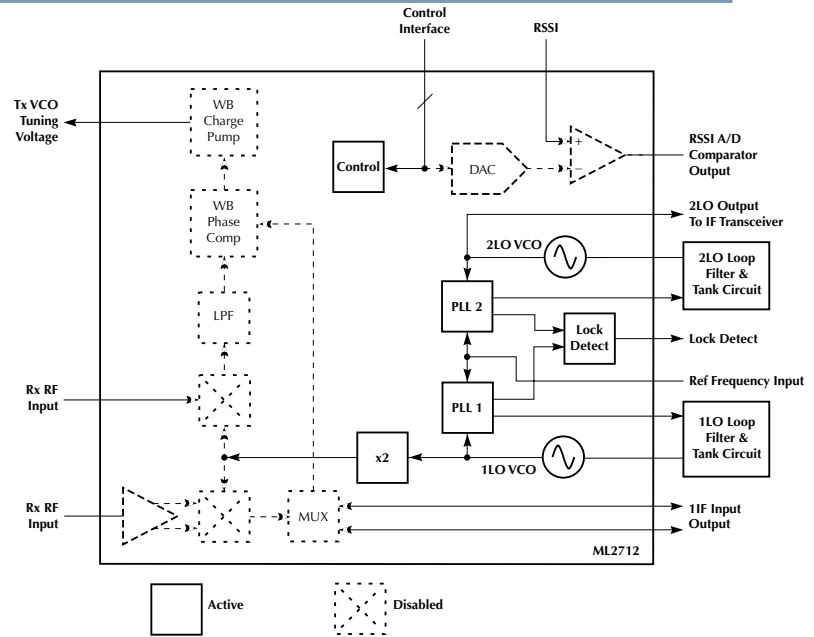 Control
Interface
RSSI
Tx VCO
Tuning
Voltage
WB
Charge
Pump
Control
DAC
+
–
RSSI A/D
Comparator
Output
WB
Phase
Comp
2LO Output
To IF Transceiver
2LO VCO
2LO Loop
Filter &
Tank Circuit
LPF
PLL 2
Lock
Detect
Lock Detect
Rx RF
Input
Ref Frequency Input
PLL 1
1LO Loop
Filter &
Tank Circuit
x2
1LO VCO
Rx RF
Input
MUX
1IF Input
Output
ML2712
Active
Disabled